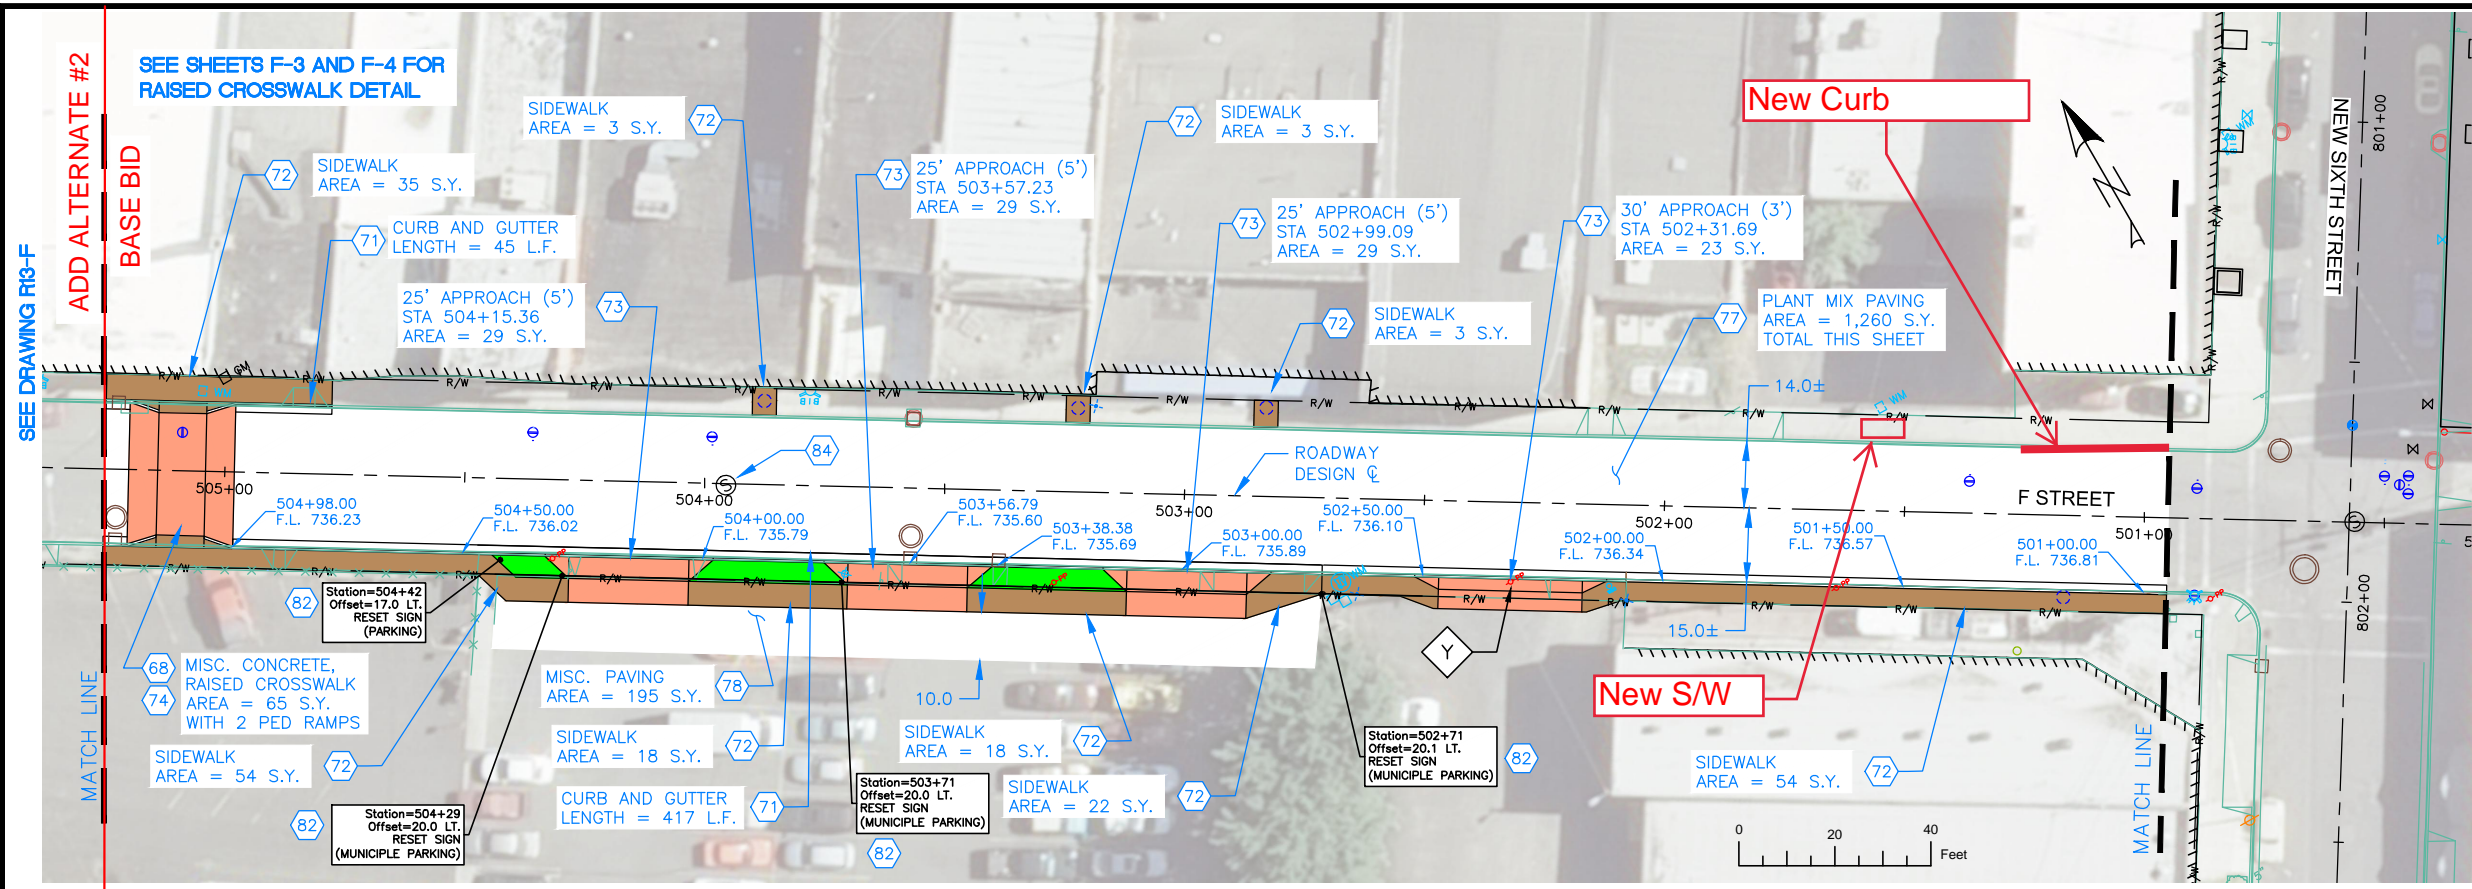 SEE SHEETS F-3 AND F-4 FOR
RAISED CROSSWALK DETAIL
ADD ALTERNATE #2
BASE BID
SEE DRAWING R13-F
MATCH LINE
72
SIDEWALK
AREA = 35 S.Y.
71
CURB AND GUTTER
LENGTH = 45 L.F.
25' APPROACH (5')
STA 504+15.36
AREA = 29 S.Y.
73
SIDEWALK
AREA = 3 S.Y.
72
73
25' APPROACH (5')
STA 503+57.23
AREA = 29 S.Y.
72
SIDEWALK
AREA = 3 S.Y.
73
25' APPROACH (5')
STA 502+99.09
AREA = 29 S.Y.
72
SIDEWALK
AREA = 3 S.Y.
73
30' APPROACH (3')
STA 502+31.69
AREA = 23 S.Y.
77
PLANT MIX PAVING
AREA = 1,260 S.Y.
TOTAL THIS SHEET
New Curb
NEW SIXTH STREET
801+00
802+00
14.0±
15.0±
GM
WM
BIB
WM
R/W
R/W
R/W
R/W
R/W
R/W
R/W
R/W
R/W
R/W
R/W
R/W
R/W
84
ROADWAY
DESIGN ℄
F STREET
505+00
504+00
503+00
502+00
501+00
504+98.00
F.L. 736.23
504+50.00
F.L. 736.02
504+00.00
F.L. 735.79
503+56.79
F.L. 735.60
503+38.38
F.L. 735.69
503+00.00
F.L. 735.89
502+50.00
F.L. 736.10
502+00.00
F.L. 736.34
501+50.00
F.L. 736.57
501+00.00
F.L. 736.81
PP
PP
PP
PP
PP
WM
R/W
R/W
R/W
R/W
R/W
R/W
R/W
R/W
R/W
R/W
R/W
R/W
R/W
82
Station=504+42
Offset=17.0 LT.
RESET SIGN
(PARKING)
68
74
MISC. CONCRETE,
RAISED CROSSWALK
AREA = 65 S.Y.
WITH 2 PED RAMPS
SIDEWALK
AREA = 54 S.Y.
72
82
Station=504+29
Offset=20.0 LT.
RESET SIGN
(MUNICIPLE PARKING)
MISC. PAVING
AREA = 195 S.Y.
78
SIDEWALK
AREA = 18 S.Y.
72
CURB AND GUTTER
LENGTH = 417 L.F.
71
Station=503+71
Offset=20.0 LT.
RESET SIGN
(MUNICIPLE PARKING)
82
10.0
SIDEWALK
AREA = 18 S.Y.
72
SIDEWALK
AREA = 22 S.Y.
72
Y
Station=502+71
Offset=20.1 LT.
RESET SIGN
(MUNICIPLE PARKING)
82
New S/W
SIDEWALK
AREA = 54 S.Y.
72
0
20
40
Feet
MATCH LINE